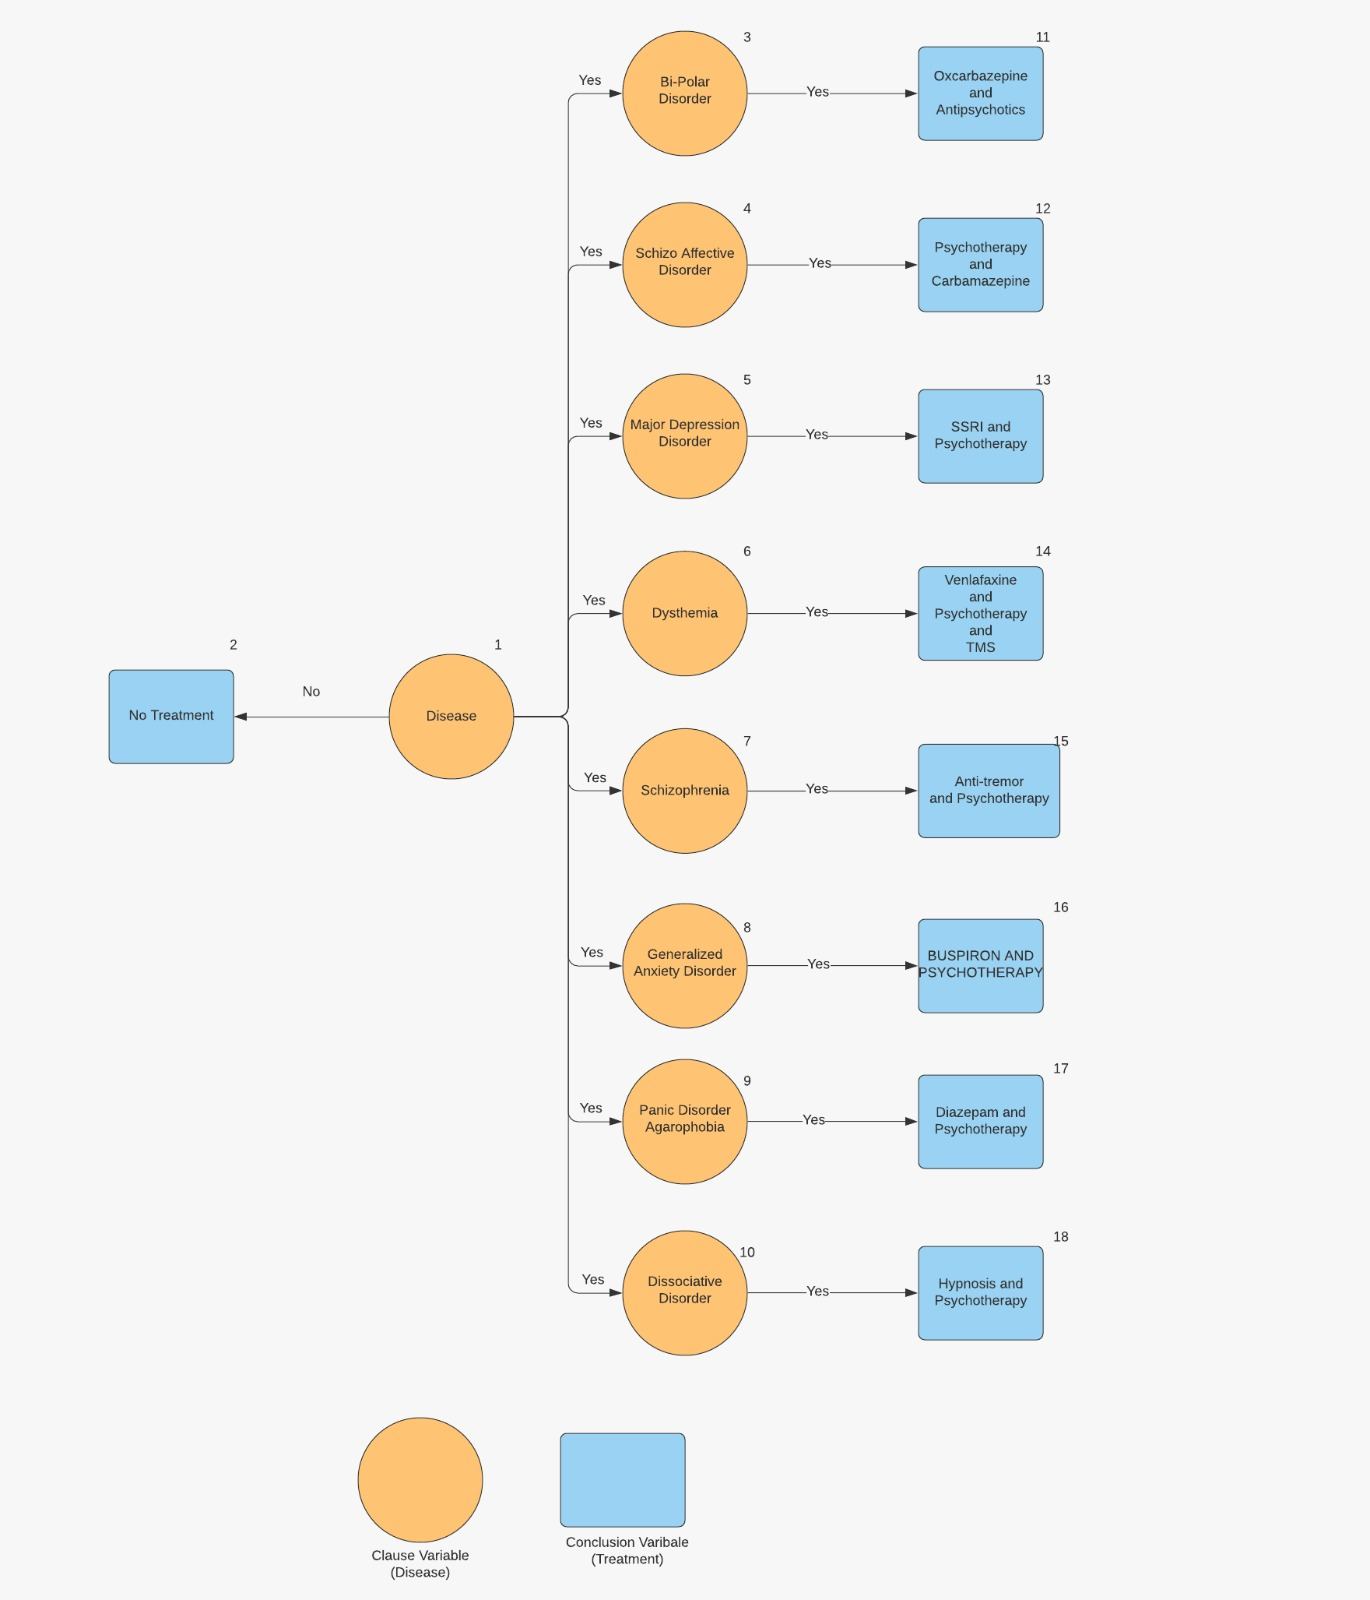 3
11
Yes
Bi-Polar
Disorder
Yes
Oxcarbazepine
and
Antipsychotics
4
12
Yes
Schizo Affective
Disorder
Yes
Psychotherapy
and
Carbamazepine
5
13
Yes
Major Depression
Disorder
Yes
SSRI and
Psychotherapy
6
14
Yes
Dysthemia
Yes
Venlafaxine
and
Psychotherapy
and
TMS
2
1
No Treatment
No
Disease
7
15
Yes
Schizophrenia
Yes
Anti-tremor
and Psychotherapy
8
16
Yes
Generalized
Anxiety Disorder
Yes
BUSPIRON AND
PSYCHOTHERAPY
9
17
Yes
Panic Disorder
Agarophobia
Yes
Diazepam and
Psychotherapy
10
18
Yes
Dissociative
Disorder
Yes
Hypnosis and
Psychotherapy
Clause Variable
(Disease)
Conclusion Varibale
(Treatment)